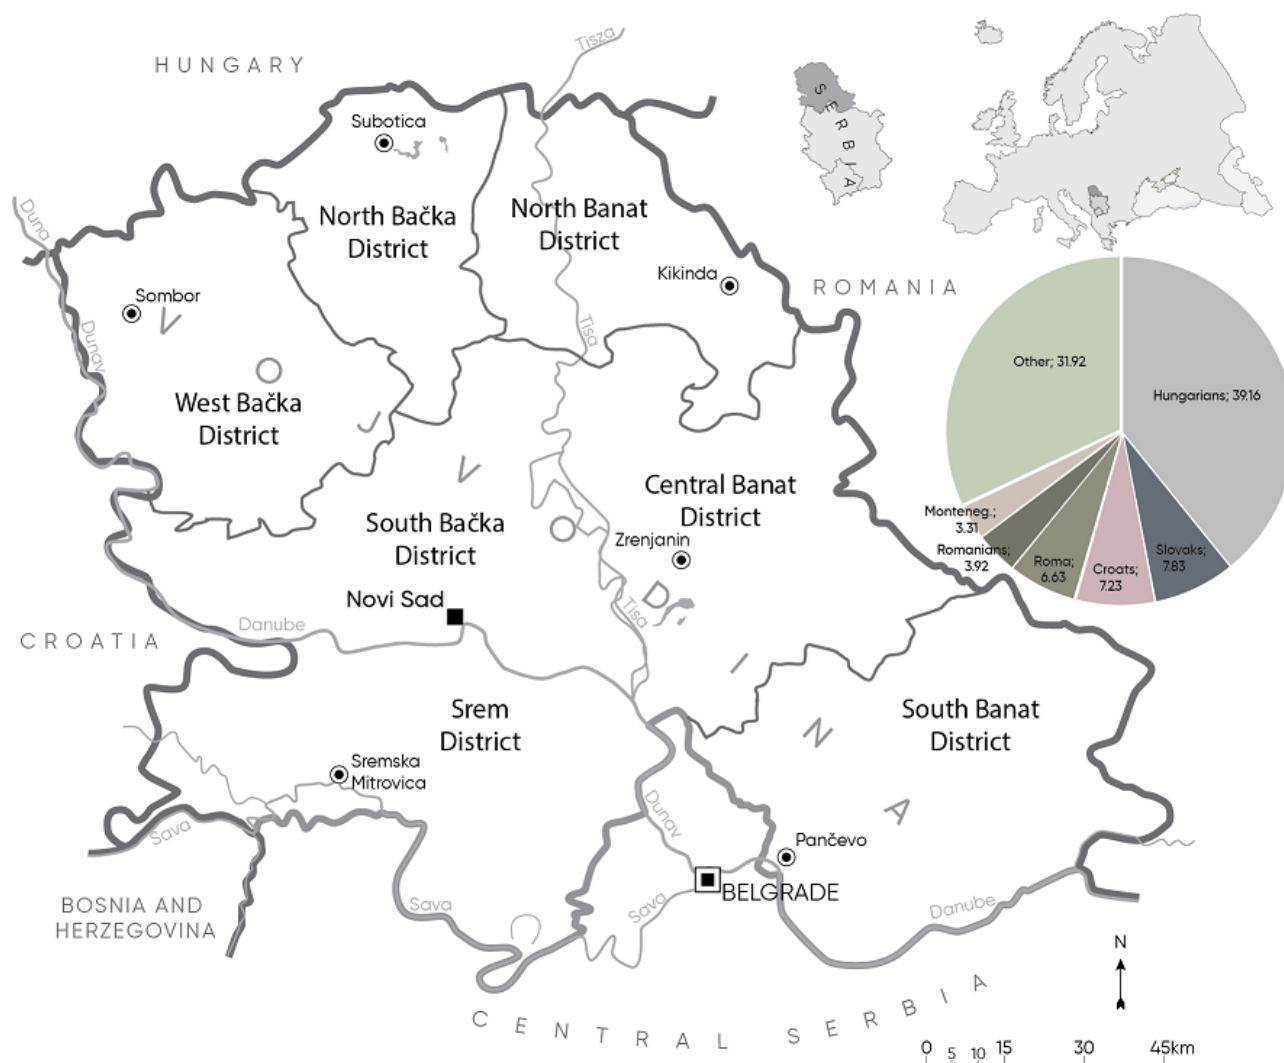 HUNGARY
Tisza
SERBIA
Subotica
North Bačka
District
North Banat
District
Duna
Kikinda
ROMANIA
Sombor
VOJVODINA
Dunav
Tisa
Other; 31.92
Hungarians; 39.16
West Bačka
District
Central Banat
District
South Bačka
District
Zrenjanin
Monteneg.;
3.31
Romanians;
3.92
Roma;
6.63
Croats;
7.23
Slovaks;
7.83
Novi Sad
Tisa
Danube
CROATIA
Srem
District
South Banat
District
Sremska
Mitrovica
Dunav
Sava
Pančevo
BELGRADE
BOSNIA AND
HERZEGOVINA
Sava
Sava
Danube
N
CENTRAL SERBIA
0 5 10 15 30 45km